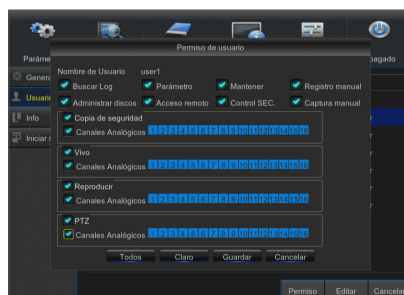 Permiso de usuario
Paráme
pagado
Nombre de Usuario user1
Genera
Buscar Log Parámetro Mantener Registro manual
Usuario
Administrar discos Acceso remoto Control SEC. Captura manual
Info
Copia de seguridad
Iniciar
Canales Analógicos 1 2 3 4 5 6 7 8 9 10 11 12 13 14 15 16
Vivo
Canales Analógicos 1 2 3 4 5 6 7 8 9 10 11 12 13 14 15 16
Reproducir
Canales Analógicos 1 2 3 4 5 6 7 8 9 10 11 12 13 14 15 16
PTZ
Canales Analógicos 1 2 3 4 5 6 7 8 9 10 11 12 13 14 15 16
Todos Claro Guardar Cancelar
Permiso Editar Cancelar